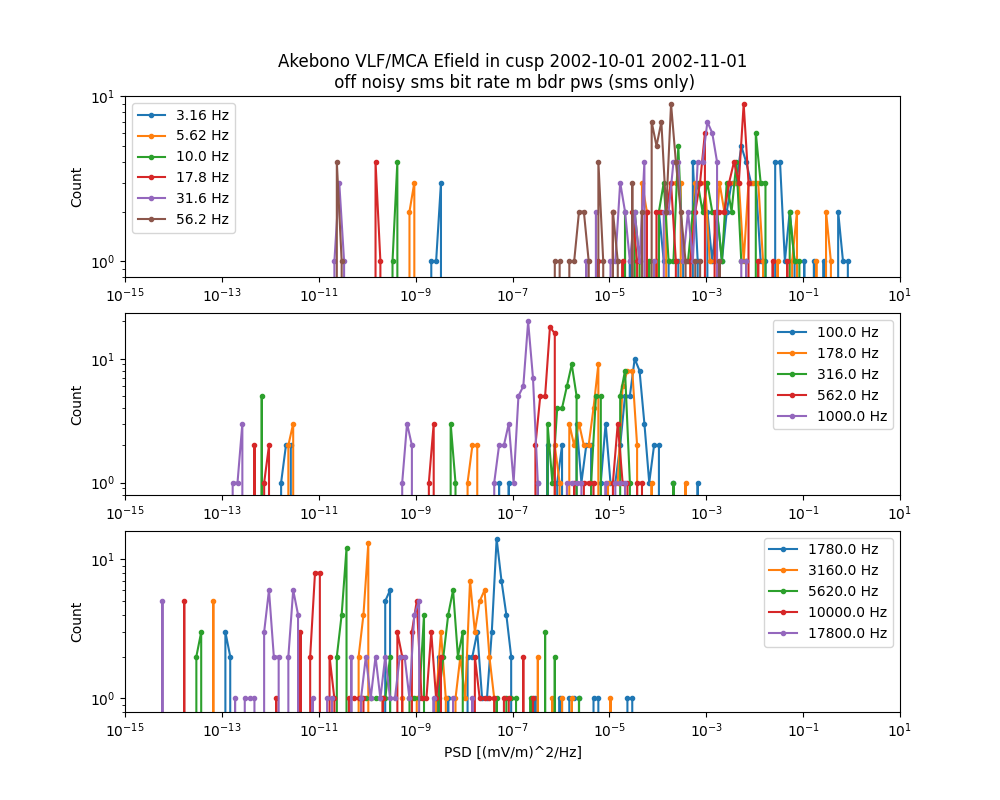 Akebono VLF/MCA Efield in cusp 2002-10-01 2002-11-01
off noisy sms bit rate m bdr pws (sms only)
10^1
10^0
Count
3.16 Hz
5.62 Hz
10.0 Hz
17.8 Hz
31.6 Hz
56.2 Hz
10^-15 10^-13 10^-11 10^-9 10^-7 10^-5 10^-3 10^-1 10^1
10^1
10^0
Count
100.0 Hz
178.0 Hz
316.0 Hz
562.0 Hz
1000.0 Hz
10^-15 10^-13 10^-11 10^-9 10^-7 10^-5 10^-3 10^-1 10^1
10^1
10^0
Count
1780.0 Hz
3160.0 Hz
5620.0 Hz
10000.0 Hz
17800.0 Hz
10^-15 10^-13 10^-11 10^-9 10^-7 10^-5 10^-3 10^-1 10^1
PSD [(mV/m)^2/Hz]